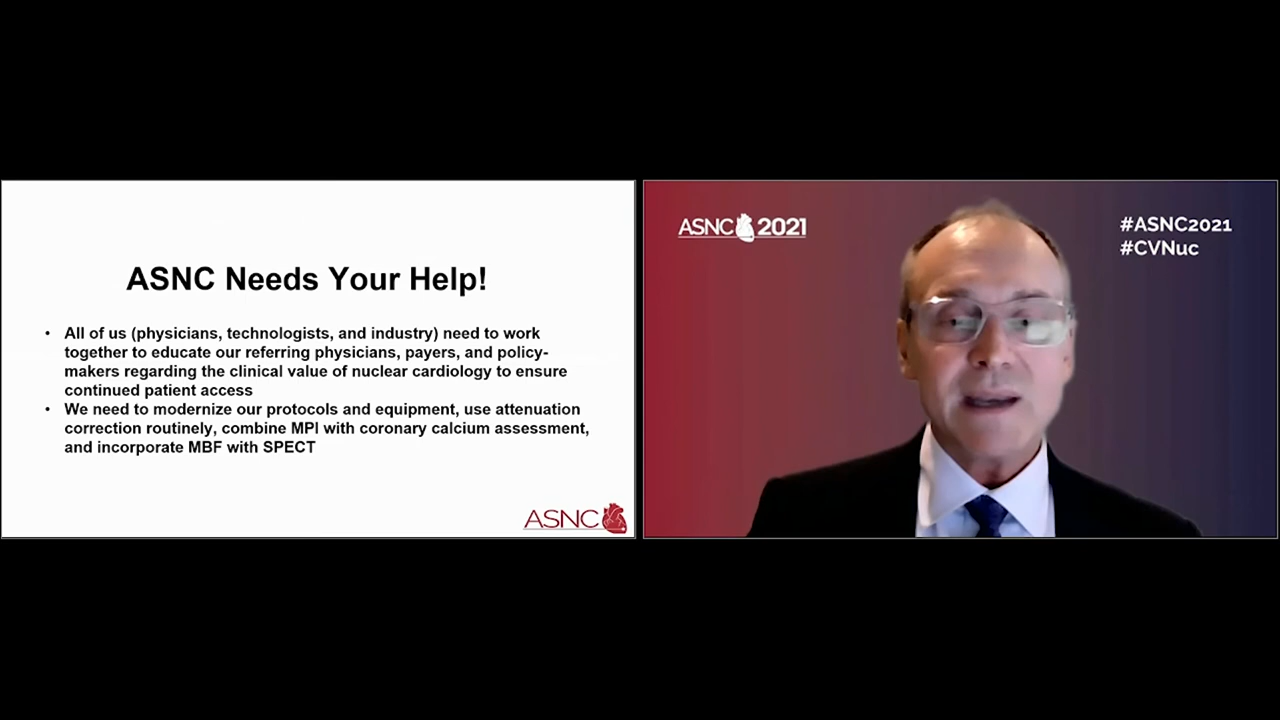 ASNC Needs Your Help!
• All of us (physicians, technologists, and industry) need to work
together to educate our referring physicians, payers, and policy-
makers regarding the clinical value of nuclear cardiology to ensure
continued patient access
• We need to modernize our protocols and equipment, use attenuation
correction routinely, combine MPI with coronary calcium assessment,
and incorporate MBF with SPECT
ASNC
ASNC 2021
#ASNC2021
#CVNuc